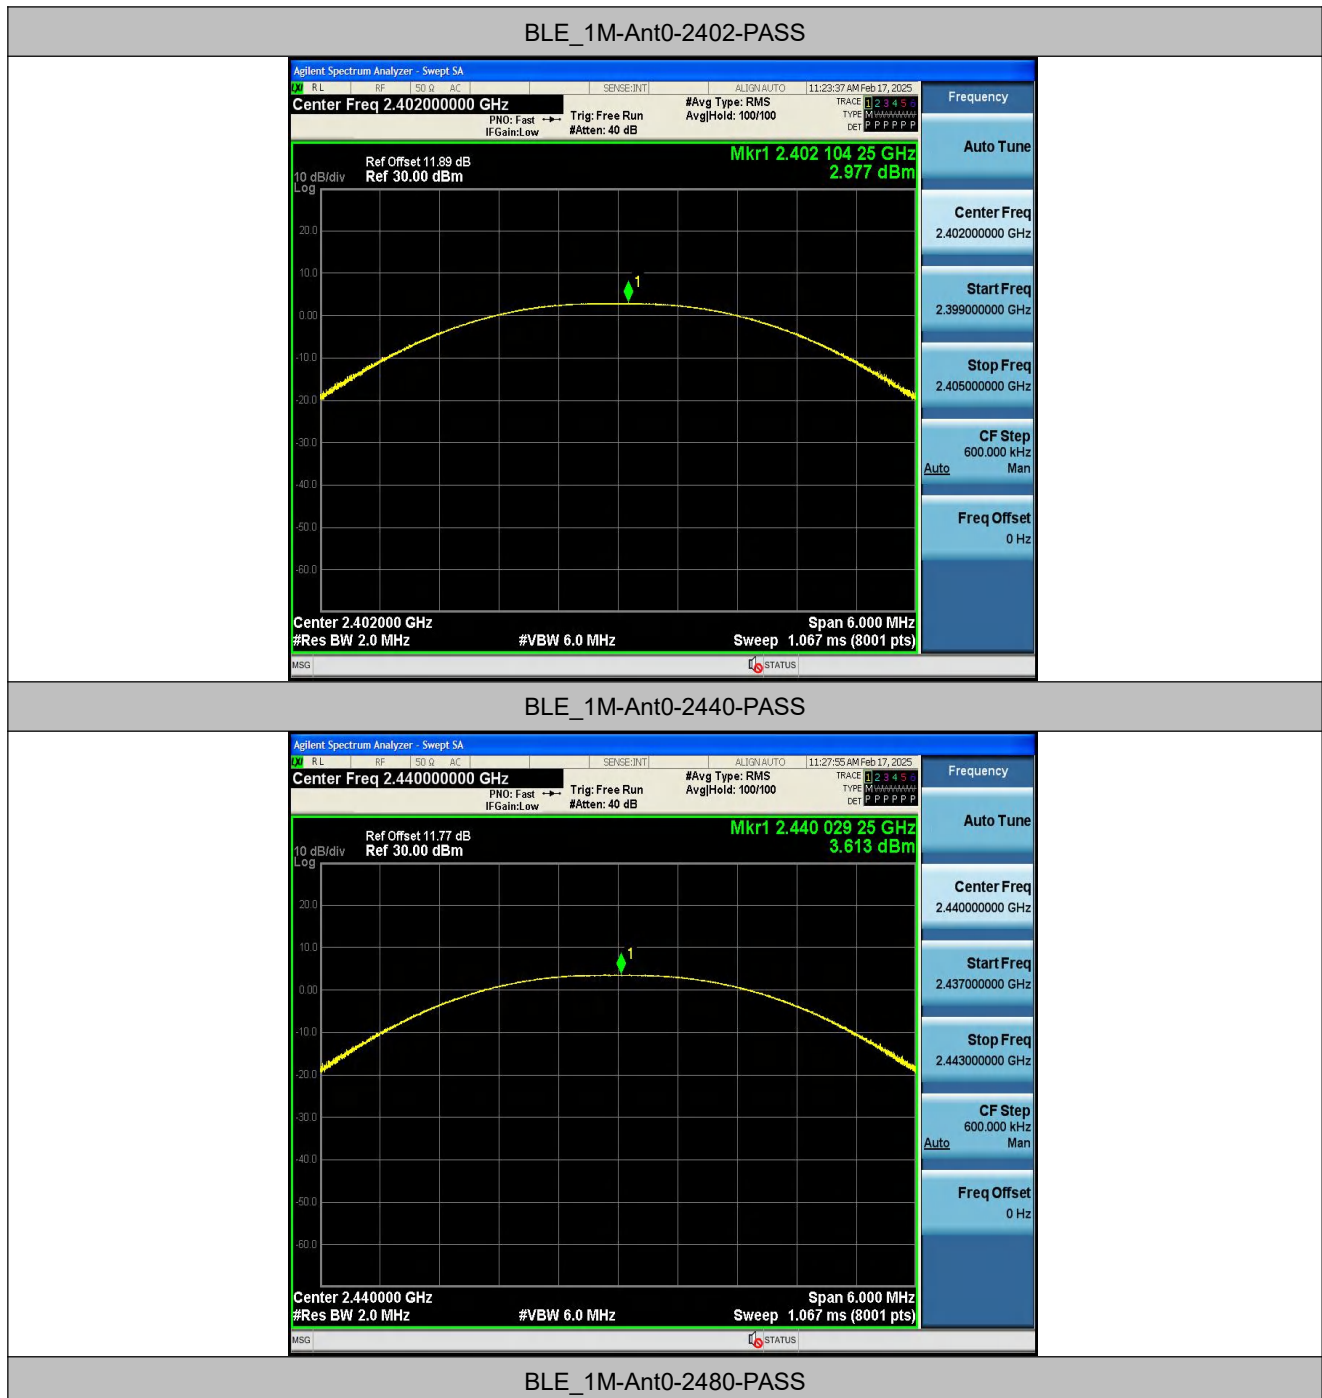 BLE_1M-Ant0-2402-PASS
Agilent Spectrum Analyzer - Swept SA
LXI RL RF 50 Ω AC SENSE:INT ALIGNAUTO 11:23:37 AM Feb 17, 2025
Center Freq 2.402000000 GHz
PNO: Fast
IFGain:Low
Trig: Free Run
#Atten: 40 dB
#Avg Type: RMS
Avg|Hold: 100/100
TRACE 1 2 3 4 5 6
TYPE M
DET P P P P P P
Mkr1 2.402 104 25 GHz
2.977 dBm
Ref Offset 11.89 dB
10 dB/div Ref 30.00 dBm
Log
20.0
10.0
1
0.00
-10.0
-20.0
-30.0
-40.0
-50.0
-60.0
Center 2.402000 GHz Span 6.000 MHz
#Res BW 2.0 MHz #VBW 6.0 MHz Sweep 1.067 ms (8001 pts)
MSG STATUS
Frequency
Auto Tune
Center Freq
2.402000000 GHz
Start Freq
2.399000000 GHz
Stop Freq
2.405000000 GHz
CF Step
600.000 kHz
Auto Man
Freq Offset
0 Hz
BLE_1M-Ant0-2440-PASS
Agilent Spectrum Analyzer - Swept SA
LXI RL RF 50 Ω AC SENSE:INT ALIGNAUTO 11:27:55 AM Feb 17, 2025
Center Freq 2.440000000 GHz
PNO: Fast
IFGain:Low
Trig: Free Run
#Atten: 40 dB
#Avg Type: RMS
Avg|Hold: 100/100
TRACE 1 2 3 4 5 6
TYPE M
DET P P P P P P
Mkr1 2.440 029 25 GHz
3.613 dBm
Ref Offset 11.77 dB
10 dB/div Ref 30.00 dBm
Log
20.0
10.0
1
0.00
-10.0
-20.0
-30.0
-40.0
-50.0
-60.0
Center 2.440000 GHz Span 6.000 MHz
#Res BW 2.0 MHz #VBW 6.0 MHz Sweep 1.067 ms (8001 pts)
MSG STATUS
Frequency
Auto Tune
Center Freq
2.440000000 GHz
Start Freq
2.437000000 GHz
Stop Freq
2.443000000 GHz
CF Step
600.000 kHz
Auto Man
Freq Offset
0 Hz
BLE_1M-Ant0-2480-PASS